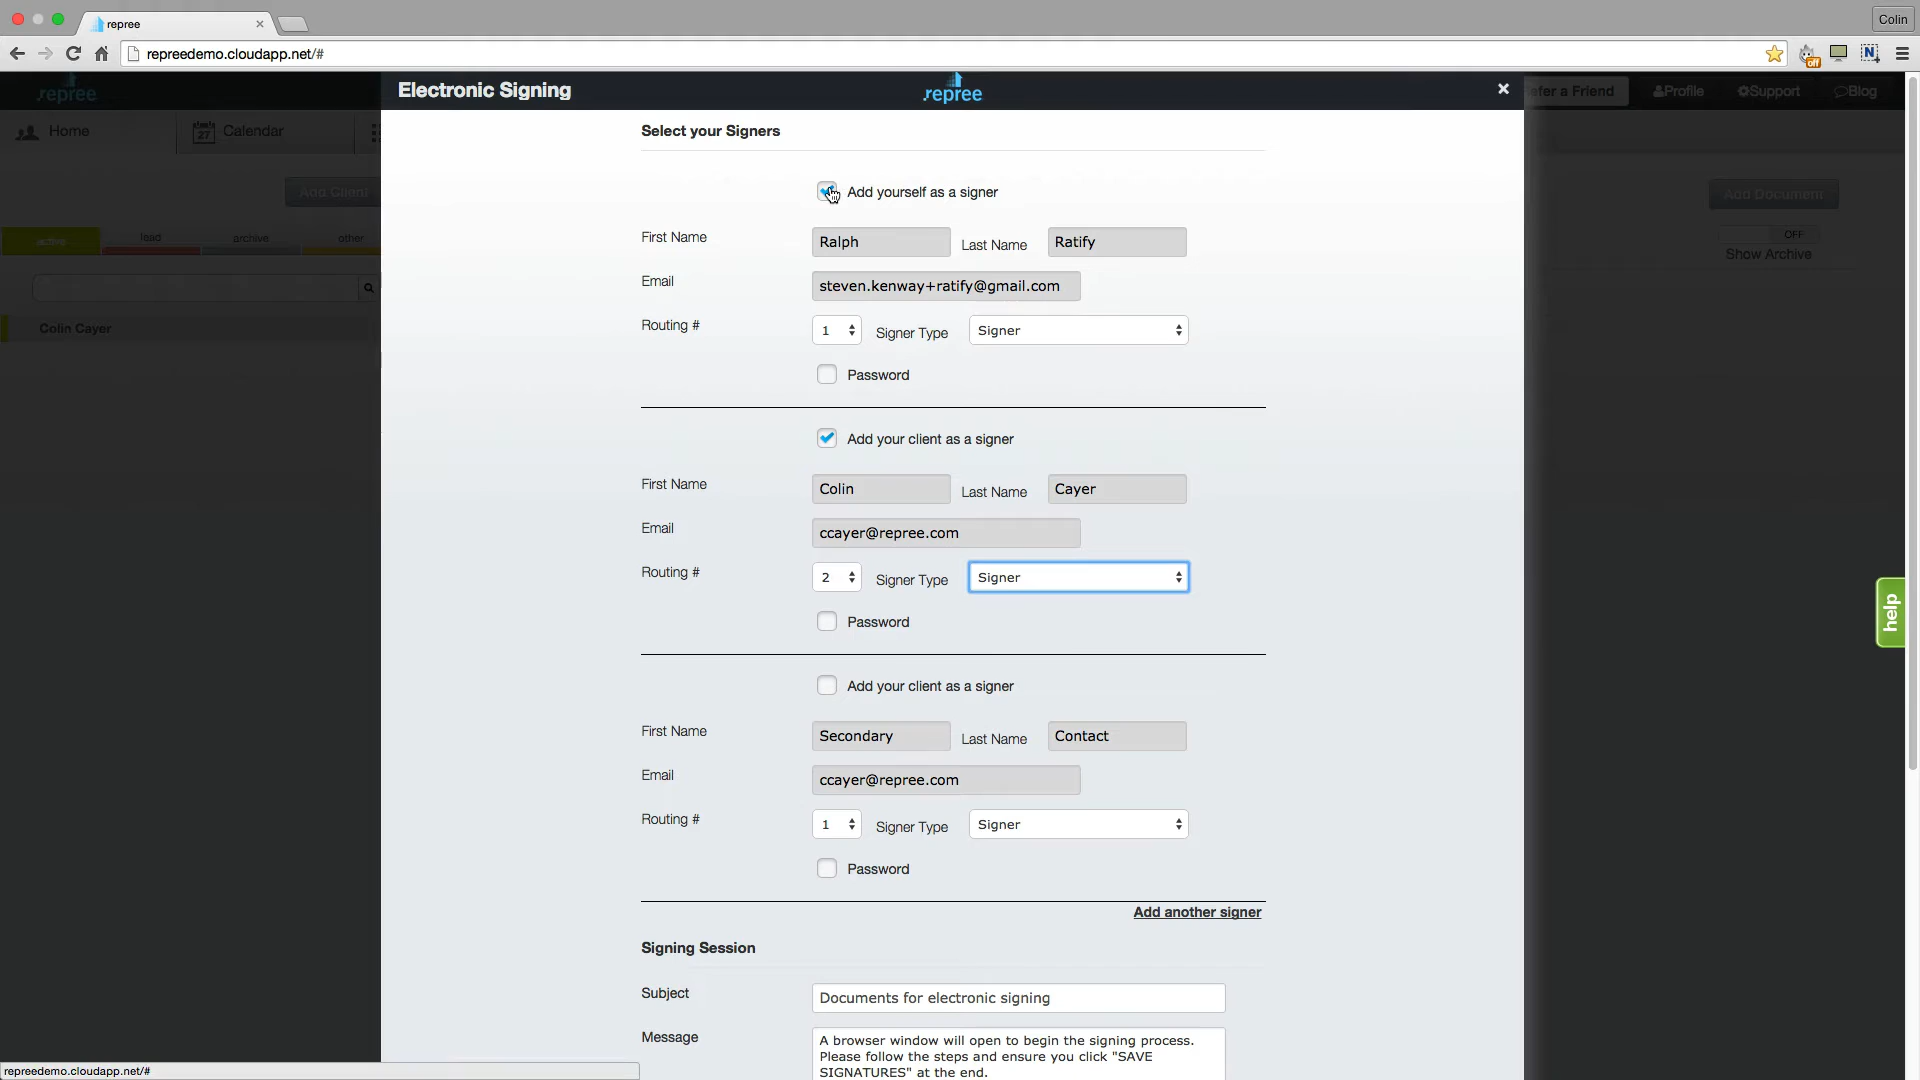 repree
Colin
repreedemo.cloudapp.net/#
off
N
repree
Electronic Signing
repree
efer a Friend
Profile
Support
Blog
Home
27
Calendar
Select your Signers
Add Client
Add yourself as a signer
Add Document
active
lead
archive
other
First Name
Ralph
Last Name
Ratify
OFF
Show Archive
Email
steven.kenway+ratify@gmail.com
Colin Cayer
Routing #
1
Signer Type
Signer
Password
Add your client as a signer
First Name
Colin
Last Name
Cayer
Email
ccayer@repree.com
Routing #
2
Signer Type
Signer
help
Password
Add your client as a signer
First Name
Secondary
Last Name
Contact
Email
ccayer@repree.com
Routing #
1
Signer Type
Signer
Password
Add another signer
Signing Session
Subject
Documents for electronic signing
Message
A browser window will open to begin the signing process.
Please follow the steps and ensure you click "SAVE
SIGNATURES" at the end.
repreedemo.cloudapp.net/#